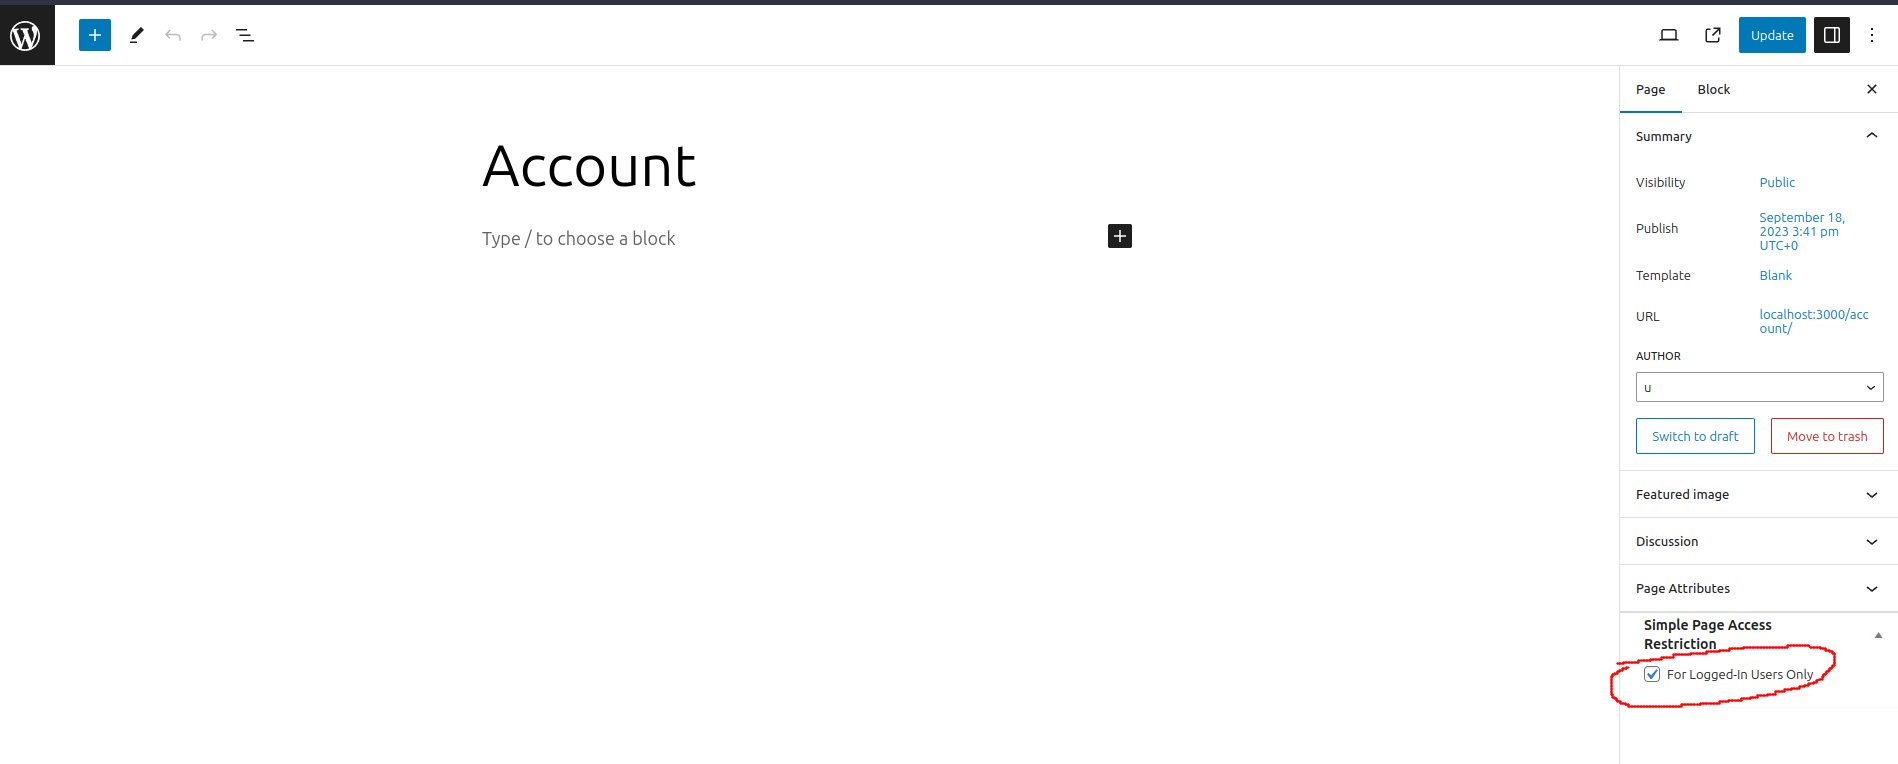 Update
Page
Block
Account
Type / to choose a block
Summary
Visibility
Public
Publish
September 18,
2023 3:41 pm
UTC+0
Template
Blank
URL
localhost:3000/acc
ount/
AUTHOR
u
Switch to draft
Move to trash
Featured image
Discussion
Page Attributes
Simple Page Access
Restriction
For Logged-In Users Only